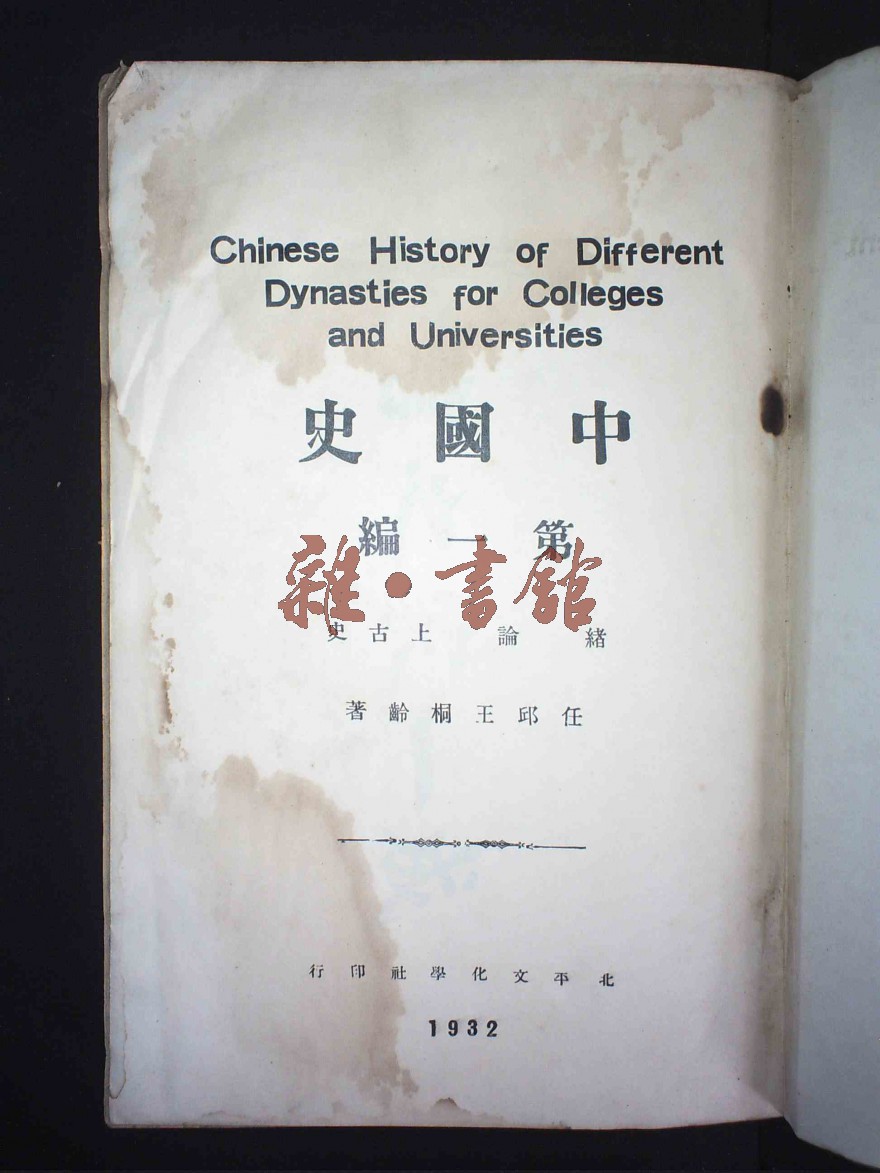 Chinese History of Different
Dynasties for Colleges
and Universities
中國史
第一編
雜·書館
緒論 上古史
任邱王桐齡著
北平文化學社印行
1932